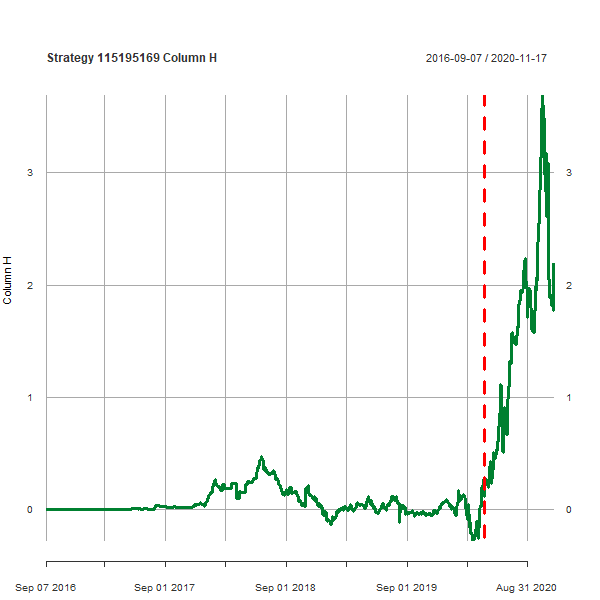 Strategy 115195169 Column H
2016-09-07 / 2020-11-17
Column H
3
3
2
2
1
1
0
0
Sep 07 2016
Sep 01 2017
Sep 01 2018
Sep 01 2019
Aug 31 2020